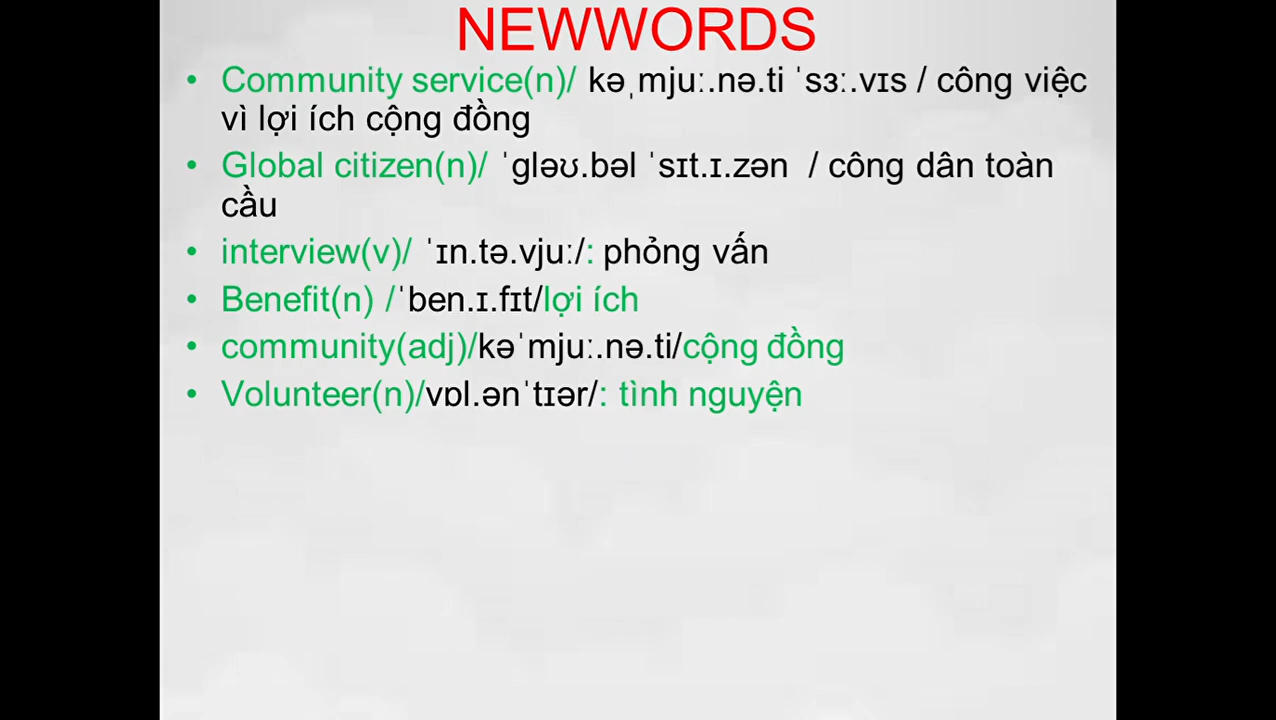 NEWWORDS
• Community service(n)/ kəˌmjuː.nə.ti ˈsɜː.vɪs / công việc
vì lợi ích cộng đồng
• Global citizen(n)/ ˈɡləʊ.bəl ˈsɪt.ɪ.zən / công dân toàn
cầu
• interview(v)/ ˈɪn.tə.vjuː/: phỏng vấn
• Benefit(n) /ˈben.ɪ.fɪt/lợi ích
• community(adj)/kəˈmjuː.nə.ti/cộng đồng
• Volunteer(n)/vɒl.ənˈtɪər/: tình nguyện